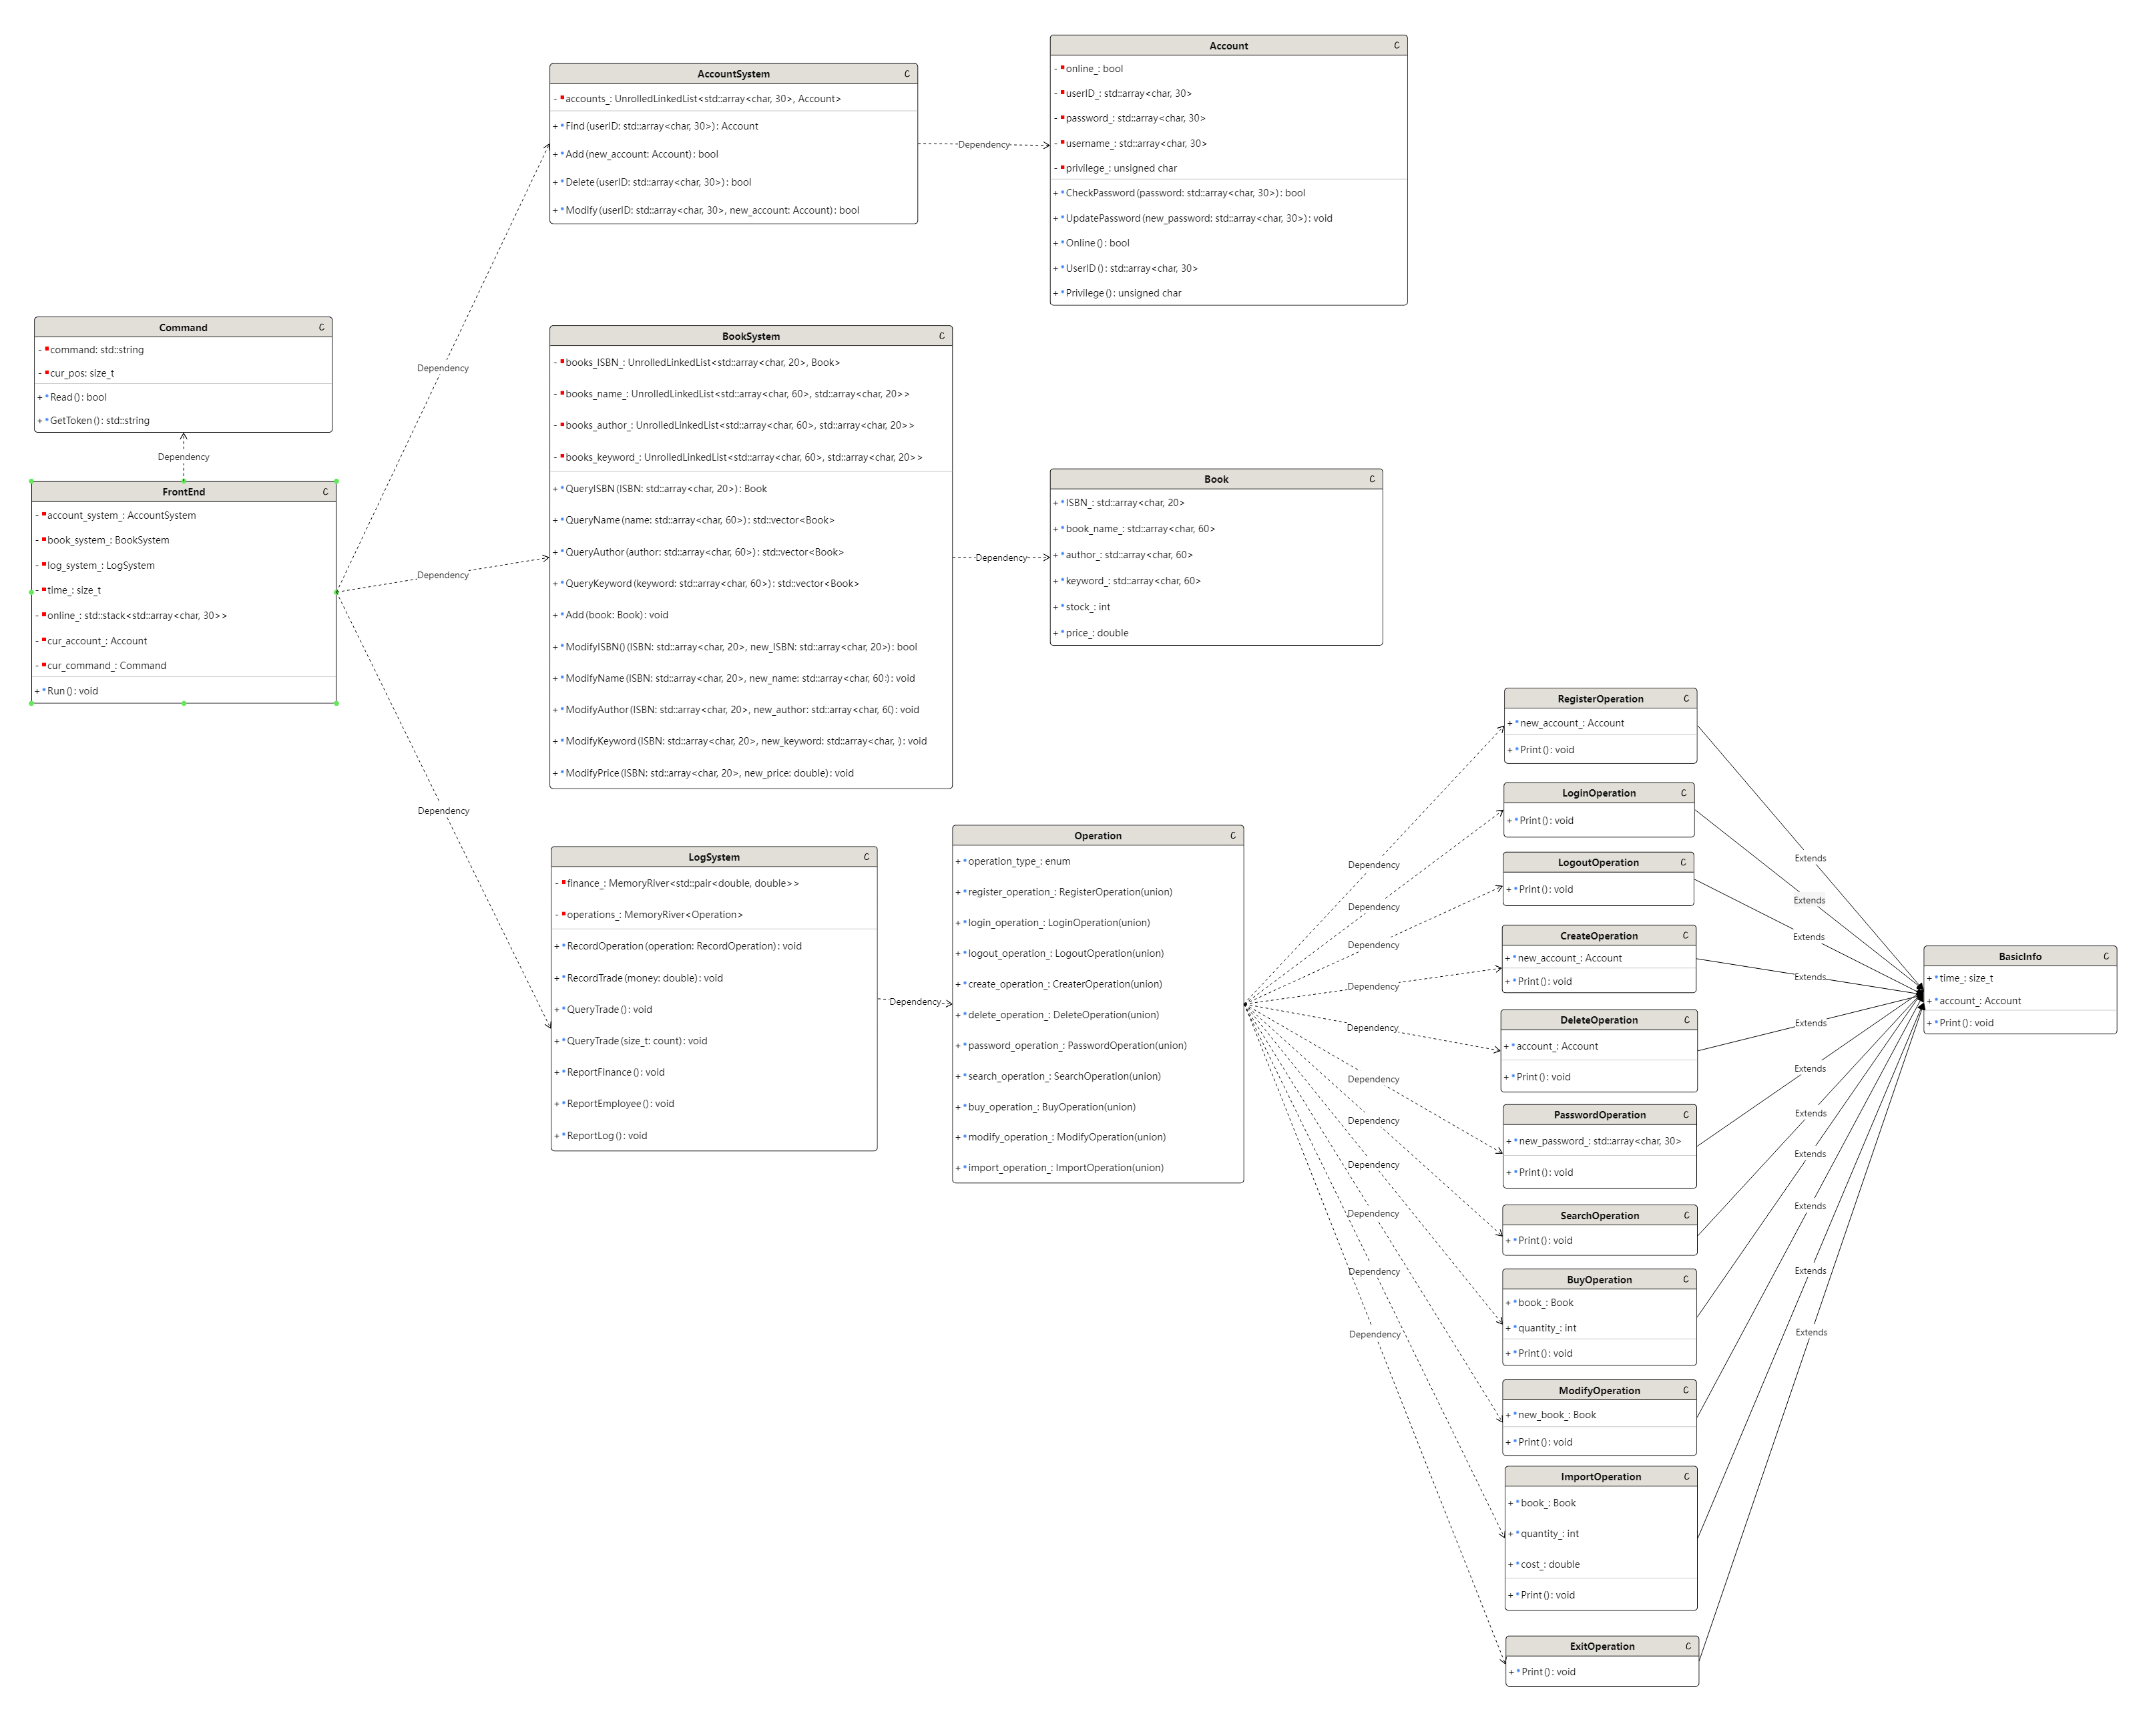 Account C
- online_: bool
- userID_: std::array<char, 30>
- password_: std::array<char, 30>
- username_: std::array<char, 30>
- privilege_: unsigned char
+ CheckPassword (password: std::array<char, 30>): bool
+ UpdatePassword (new_password: std::array<char, 30>): void
+ Online (): bool
+ UserID (): std::array<char, 30>
+ Privilege (): unsigned char
AccountSystem C
- accounts_: UnrolledLinkedList<std::array<char, 30>, Account>
+ Find (userID: std::array<char, 30>): Account
+ Add (new_account: Account): bool
+ Delete (userID: std::array<char, 30>): bool
+ Modify (userID: std::array<char, 30>, new_account: Account): bool
Dependency
Command C
- command: std::string
- cur_pos: size_t
+ Read (): bool
+ GetToken (): std::string
Dependency
FrontEnd C
- account_system_: AccountSystem
- book_system_: BookSystem
- log_system_: LogSystem
- time_: size_t
- online_: std::stack<std::array<char, 30>>
- cur_account_: Account
- cur_command_: Command
+ Run (): void
Dependency
Dependency
Dependency
BookSystem C
- books_ISBN_: UnrolledLinkedList<std::array<char, 20>, Book>
- books_name_: UnrolledLinkedList<std::array<char, 60>, std::array<char, 20>>
- books_author_: UnrolledLinkedList<std::array<char, 60>, std::array<char, 20>>
- books_keyword_: UnrolledLinkedList<std::array<char, 60>, std::array<char, 20>>
+ QueryISBN (ISBN: std::array<char, 20>): Book
+ QueryName (name: std::array<char, 60>): std::vector<Book>
+ QueryAuthor (author: std::array<char, 60>): std::vector<Book>
+ QueryKeyword (keyword: std::array<char, 60>): std::vector<Book>
+ Add (book: Book): void
+ ModifyISBN() (ISBN: std::array<char, 20>, new_ISBN: std::array<char, 20>): bool
+ ModifyName (ISBN: std::array<char, 20>, new_name: std::array<char, 60>): void
+ ModifyAuthor (ISBN: std::array<char, 20>, new_author: std::array<char, 6(): void
+ ModifyKeyword (ISBN: std::array<char, 20>, new_keyword: std::array<char, ): void
+ ModifyPrice (ISBN: std::array<char, 20>, new_price: double): void
Dependency
Book C
+ ISBN_: std::array<char, 20>
+ book_name_: std::array<char, 60>
+ author_: std::array<char, 60>
+ keyword_: std::array<char, 60>
+ stock_: int
+ price_: double
LogSystem C
- finance_: MemoryRiver<std::pair<double, double>>
- operations_: MemoryRiver<Operation>
+ RecordOperation (operation: RecordOperation): void
+ RecordTrade (money: double): void
+ QueryTrade (): void
+ QueryTrade (size_t: count): void
+ ReportFinance (): void
+ ReportEmployee (): void
+ ReportLog (): void
Dependency
Operation C
+ operation_type_: enum
+ register_operation_: RegisterOperation(union)
+ login_operation_: LoginOperation(union)
+ logout_operation_: LogoutOperation(union)
+ create_operation_: CreaterOperation(union)
+ delete_operation_: DeleteOperation(union)
+ password_operation_: PasswordOperation(union)
+ search_operation_: SearchOperation(union)
+ buy_operation_: BuyOperation(union)
+ modify_operation_: ModifyOperation(union)
+ import_operation_: ImportOperation(union)
Dependency
Dependency
Dependency
Dependency
Dependency
Dependency
Dependency
Dependency
Dependency
Dependency
Dependency
RegisterOperation C
+ new_account_: Account
+ Print (): void
LoginOperation C
+ Print (): void
LogoutOperation C
+ Print (): void
CreateOperation C
+ new_account_: Account
+ Print (): void
DeleteOperation C
+ account_: Account
+ Print (): void
PasswordOperation C
+ new_password_: std::array<char, 30>
+ Print (): void
SearchOperation C
+ Print (): void
BuyOperation C
+ book_: Book
+ quantity_: int
+ Print (): void
ModifyOperation C
+ new_book_: Book
+ Print (): void
ImportOperation C
+ book_: Book
+ quantity_: int
+ cost_: double
+ Print (): void
ExitOperation C
+ Print (): void
Extends
Extends
Extends
Extends
Extends
Extends
Extends
Extends
Extends
Extends
Extends
BasicInfo C
+ time_: size_t
+ account_: Account
+ Print (): void